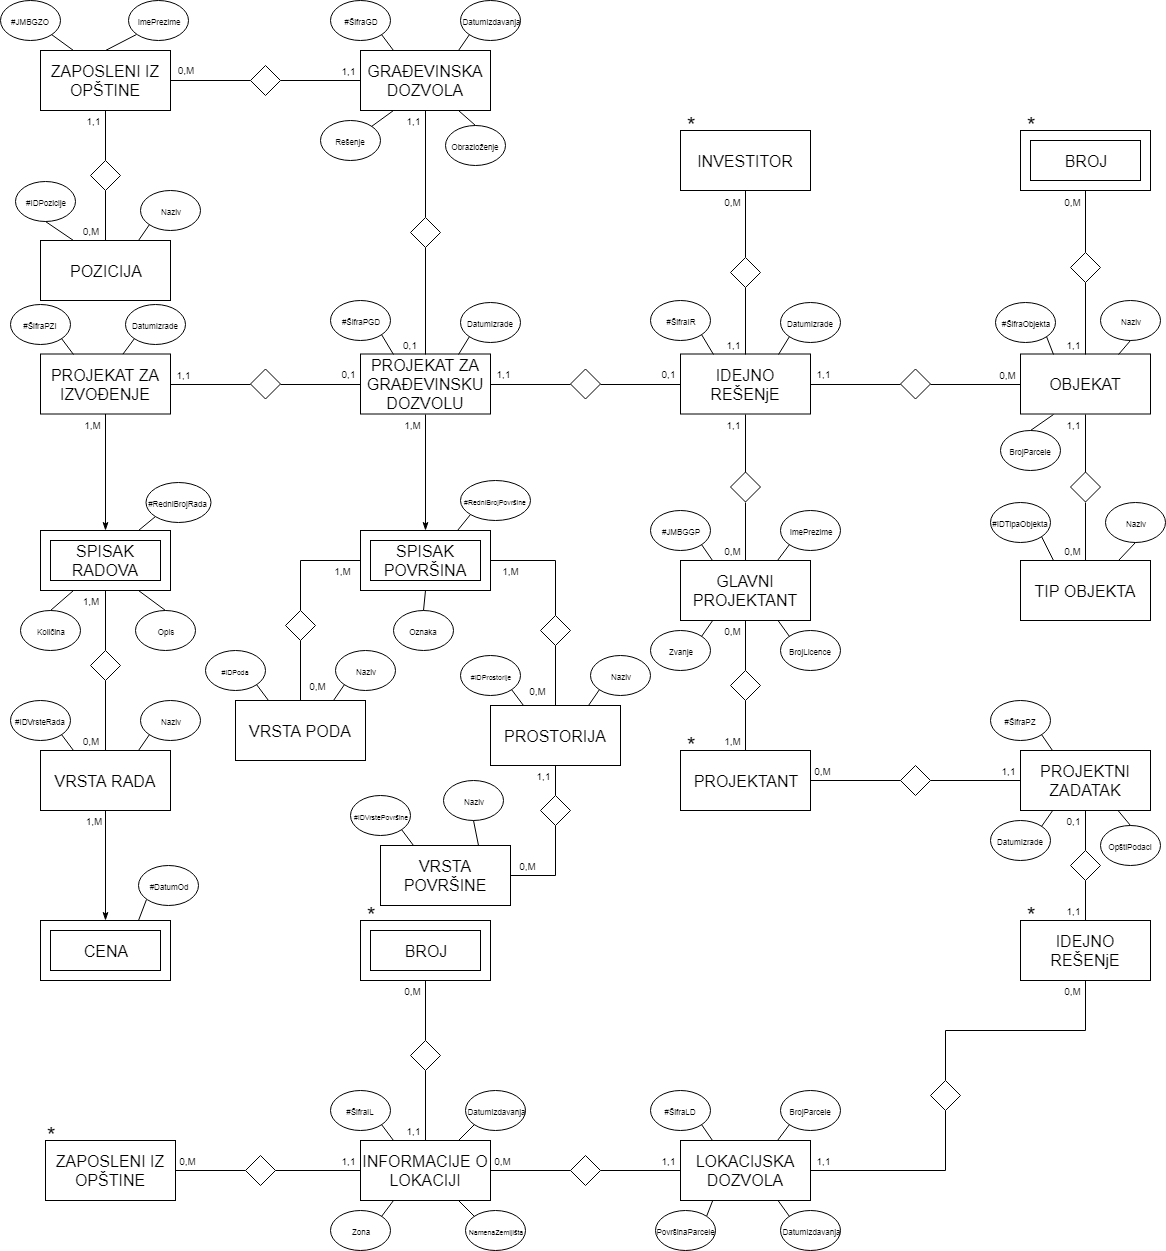 #JMBGZO
ImePrezime
#ŠifraGD
Datumizdavanja
ZAPOSLENI IZ
OPŠTINE
0,M
1,1
GRAĐEVINSKA
DOZVOLA
1,1
Rešenje
1,1
Obrazloženje
*
INVESTITOR
*
BROJ
#IDPozicije
Naziv
0,M
0,M
0,M
POZICIJA
#ŠifraPZI
Datumizrade
#ŠifraPGD
Datumizrade
#ŠifraIR
Datumizrade
#ŠifraObjekta
Naziv
0,1
1,1
1,1
PROJEKAT ZA
IZVOĐENJE
1,1
0,1
PROJEKAT ZA
GRAĐEVINSKU
DOZVOLU
1,1
0,1
IDEJNO
REŠENjE
1,1
0,M
OBJEKAT
1,M
1,M
1,1
1,1
BrojParcele
#RedniBrojRada
#RedniBrojPovršine
#JMBGGP
ImePrezime
#IDTipaObjekta
Naziv
SPISAK
RADOVA
SPISAK
POVRŠINA
0,M
0,M
1,M
1,M
1,M
GLAVNI
PROJEKTANT
TIP OBJEKTA
Količina
Opis
Oznaka
0,M
Zvanje
BrojLicence
#IDPoda
Naziv
#IDProstorije
Naziv
0,M
0,M
#IDVrsteRada
Naziv
VRSTA PODA
PROSTORIJA
#ŠifraPZ
0,M
*
1,M
VRSTA RADA
1,1
PROJEKTANT
0,M
1,1
PROJEKTNI
ZADATAK
1,M
#IDVrstePovršine
Naziv
0,1
Datumizrade
OpštiPodaci
VRSTA
POVRŠINE
0,M
#DatumOd
*
*
1,1
CENA
BROJ
IDEJNO
REŠENjE
0,M
0,M
#ŠifraIL
Datumizdavanja
#ŠifraLD
BrojParcele
*
1,1
ZAPOSLENI IZ
OPŠTINE
0,M
1,1
INFORMACIJE O
LOKACIJI
0,M
1,1
LOKACIJSKA
DOZVOLA
1,1
Zona
NamenaZemljišta
PovršinaParcele
Datumizdavanja